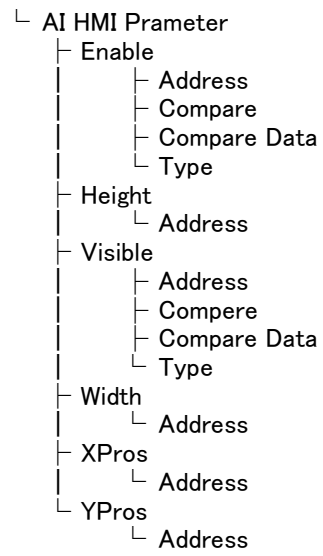 └ AI HMI Prameter
├ Enable
│ ├ Address
│ ├ Compare
│ ├ Compare Data
│ └ Type
├ Height
│ └ Address
├ Visible
│ ├ Address
│ ├ Compere
│ ├ Compare Data
│ └ Type
├ Width
│ └ Address
├ XPros
│ └ Address
└ YPros
└ Address